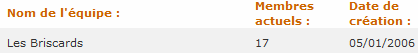 Nom de l'équipe :
Membres actuels :
Date de création :
Les Briscards 17 05/01/2006